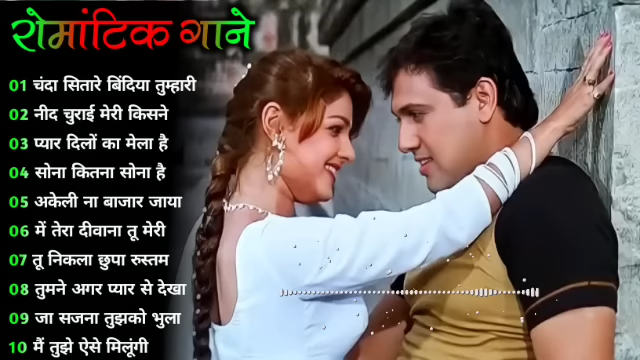 रोमांटिक गाने
01 चंदा सितारे बिंदिया तुम्हारी
02 नीद चुराई मेरी किसने
03 प्यार दिलों का मेला है
04 सोना कितना सोना है
05 अकेली ना बाजार जाया
06 में तेरा दीवाना तू मेरी
07 तू निकला छुपा रुस्तम
08 तुमने अगर प्यार से देखा
09 जा सजना तुझको भुला
10 मैं तुझे ऐसे मिलूंगी